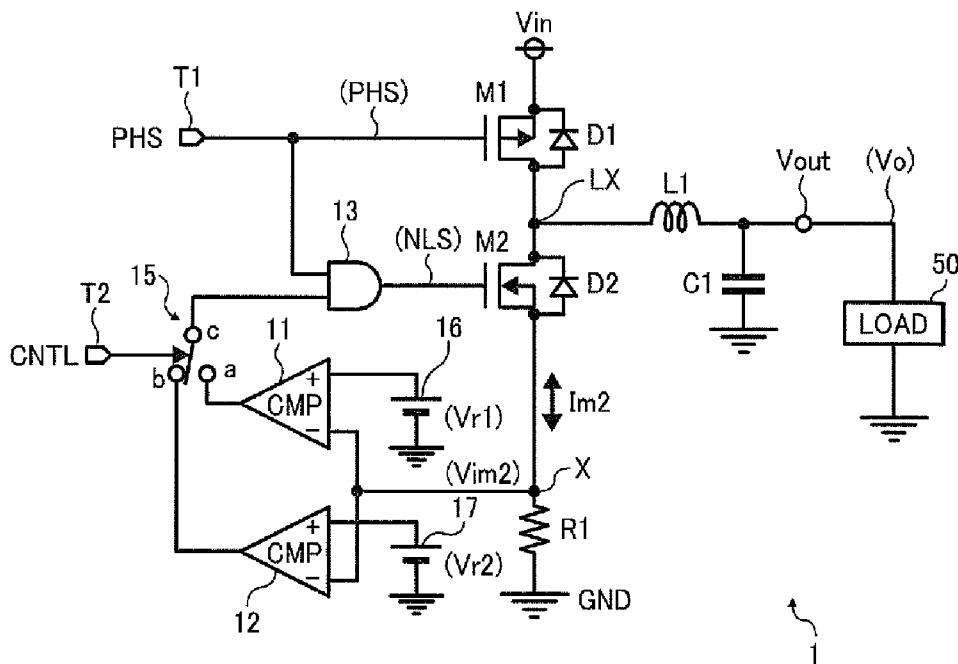 Vin
T1
(PHS)
M1
PHS
D1
LX
L1
Vout
(Vo)
13
(NLS)
M2
15
D2
C1
50
LOAD
T2
c
CNTL
b
a
11
+
CMP
−
16
(Vr1)
Im2
(Vim2)
X
17
+
CMP
−
12
(Vr2)
R1
GND
1